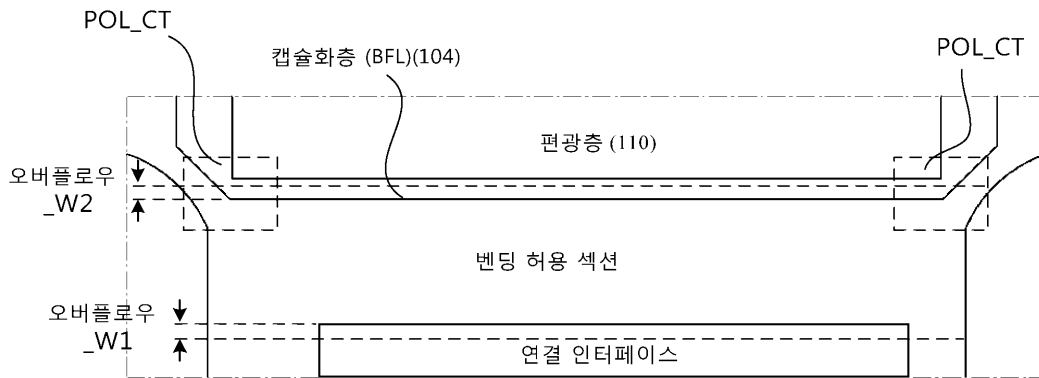 POL_CT
POL_CT
캡슐화층 (BFL)(104)
편광층 (110)
오버플로우
_W2
벤딩 허용 섹션
오버플로우
_W1
연결 인터페이스